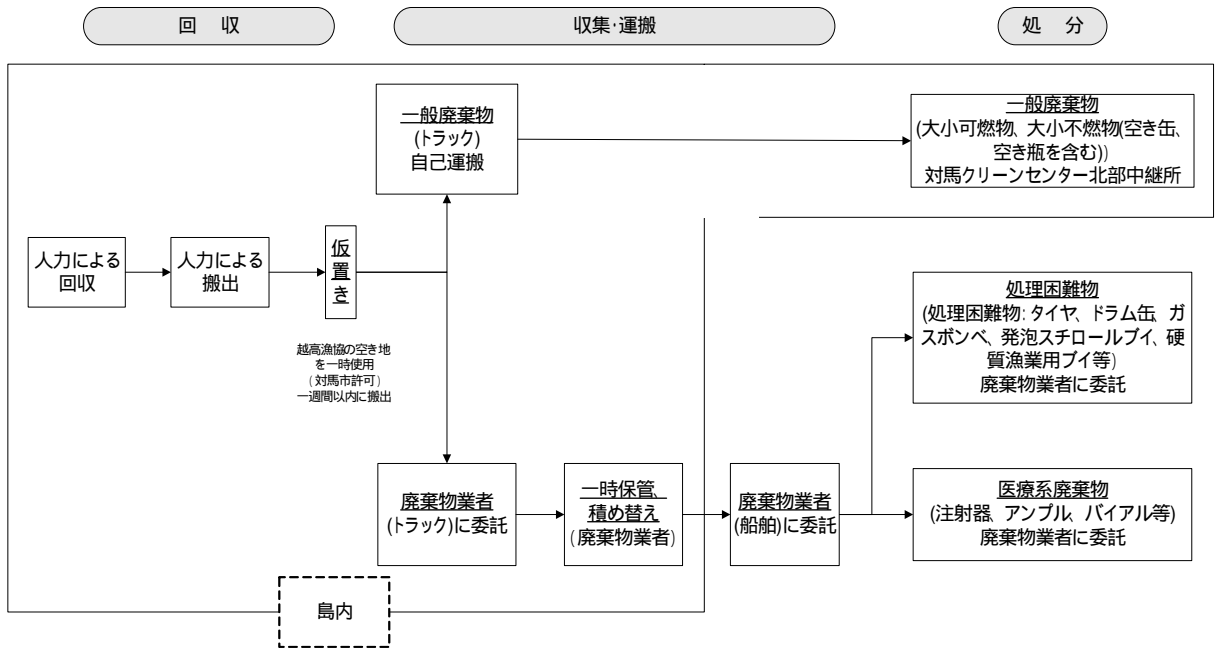 回 収
収集･運搬
処 分
一般廃棄物
(トラック)
自己運搬
一般廃棄物
(大小可燃物、大小不燃物(空き缶、
空き瓶を含む))
対馬クリーンセンター北部中継所
人力による
回収
人力による
搬出
仮
置
き
越高漁協の空き地
を一時使用
(対馬市許可)
一週間以内に搬出
処理困難物
(処理困難物:タイヤ、ドラム缶、ガ
スボンベ、発泡スチロールブイ、硬
質漁業用ブイ等)
廃棄物業者に委託
廃棄物業者
(トラック)に委託
一時保管、
積め替え
(廃棄物業者)
廃棄物業者
(船舶)に委託
医療系廃棄物
(注射器、アンプル、バイアル等)
廃棄物業者に委託
島内